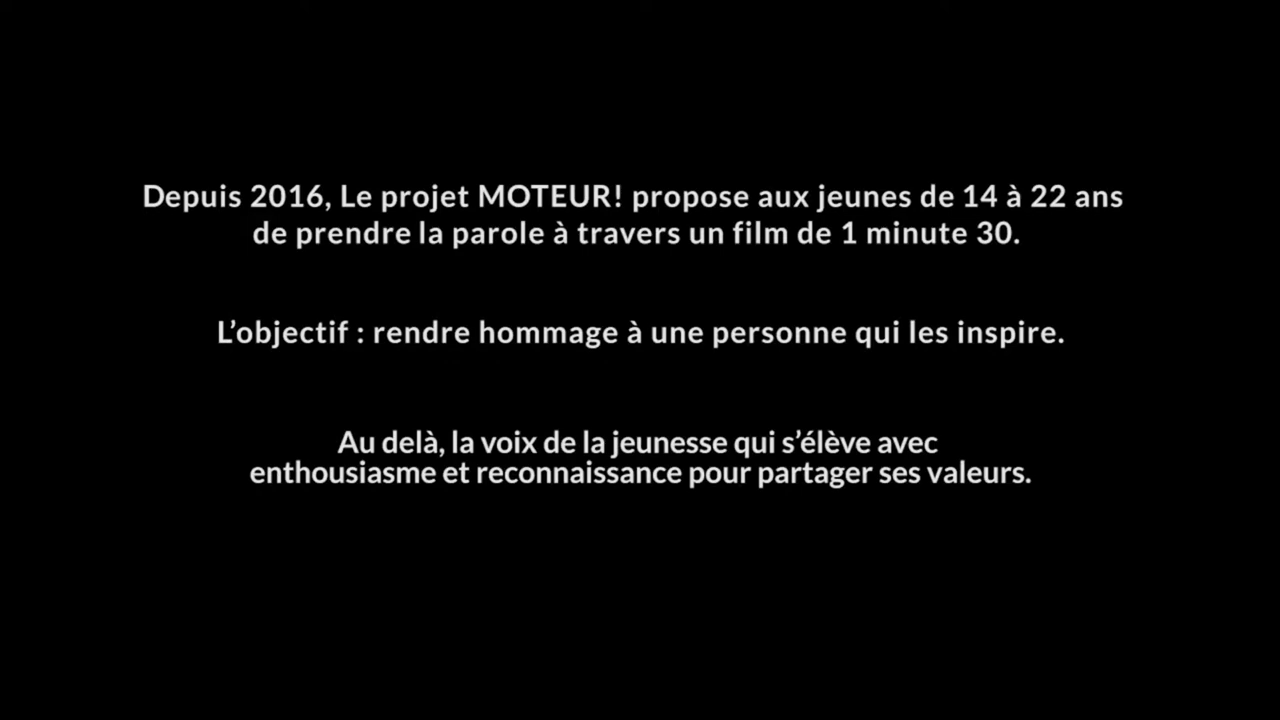 Depuis 2016, Le projet MOTEUR! propose aux jeunes de 14 à 22 ans
de prendre la parole à travers un film de 1 minute 30.
L’objectif : rendre hommage à une personne qui les inspire.
Au delà, la voix de la jeunesse qui s’élève avec
enthousiasme et reconnaissance pour partager ses valeurs.